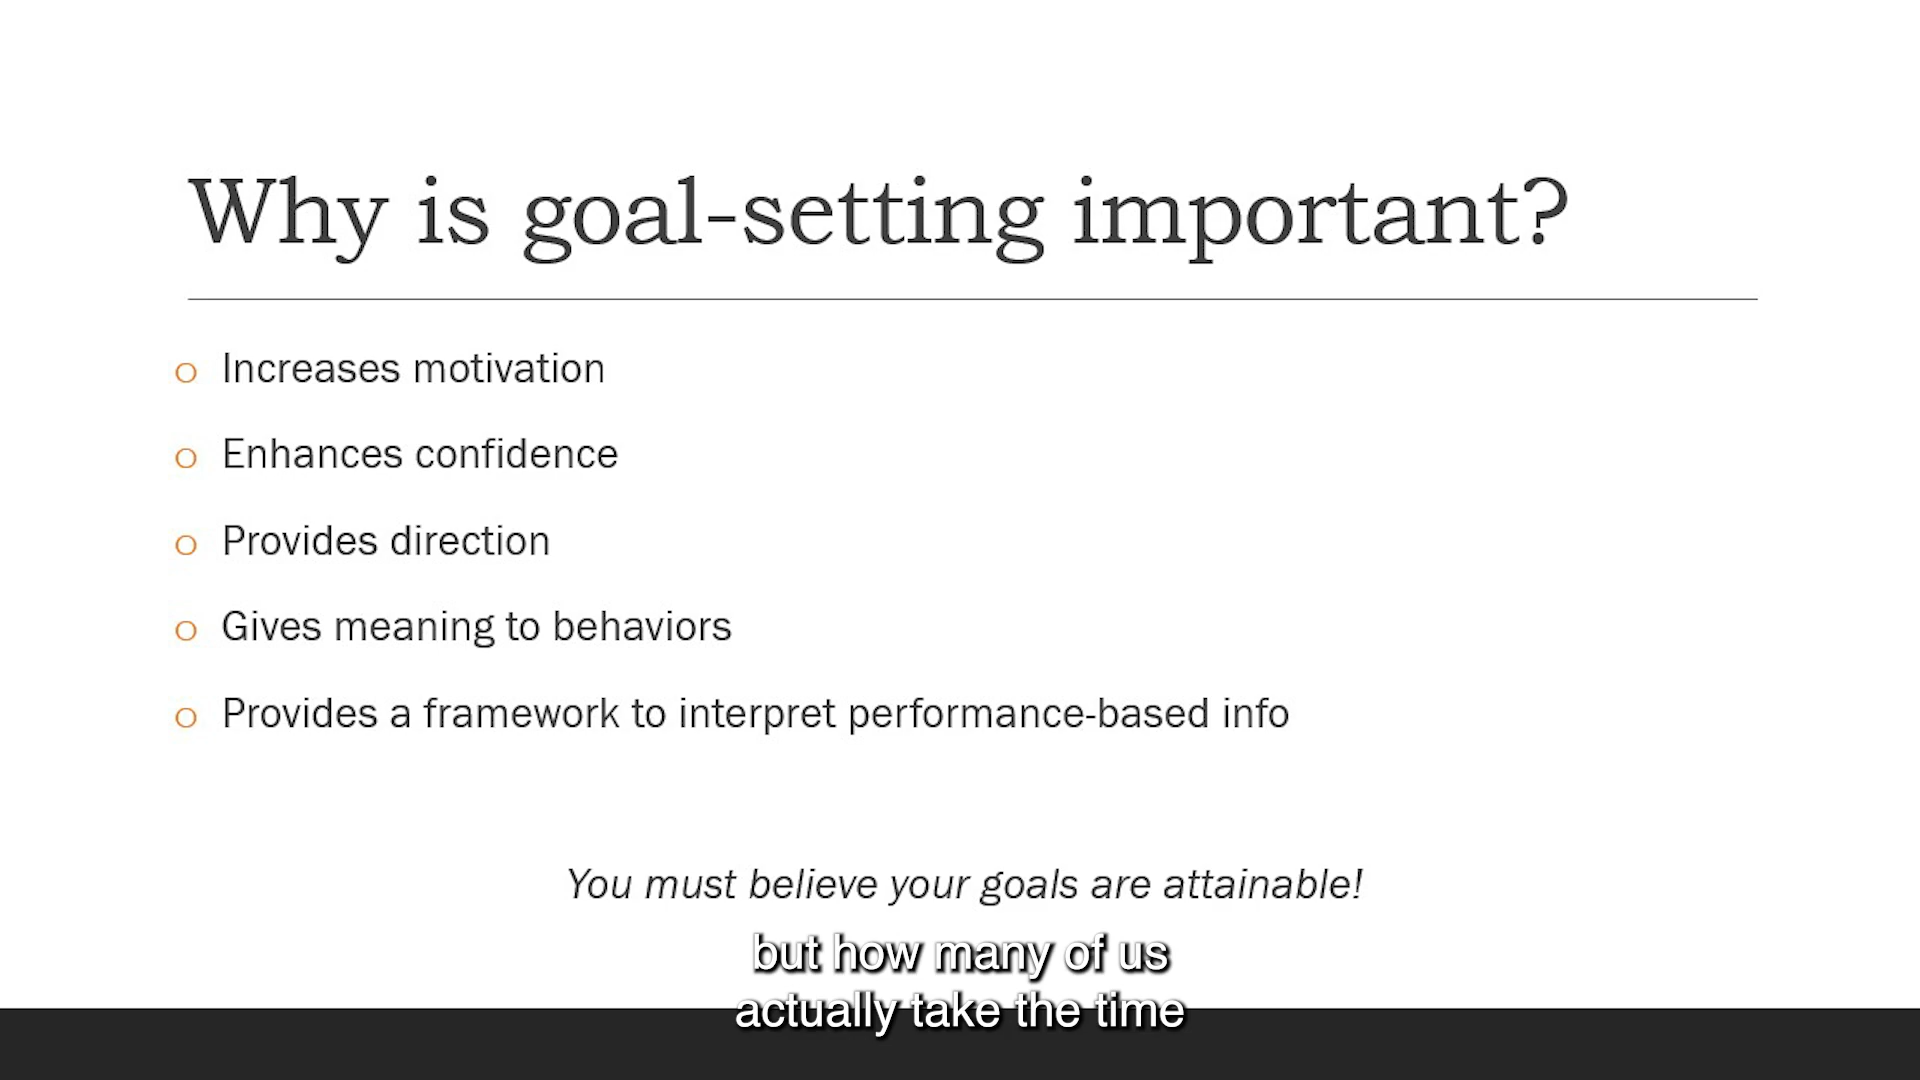 Why is goal-setting important?
o Increases motivation
o Enhances confidence
o Provides direction
o Gives meaning to behaviors
o Provides a framework to interpret performance-based info
You must believe your goals are attainable!
but how many of us
actually take the time